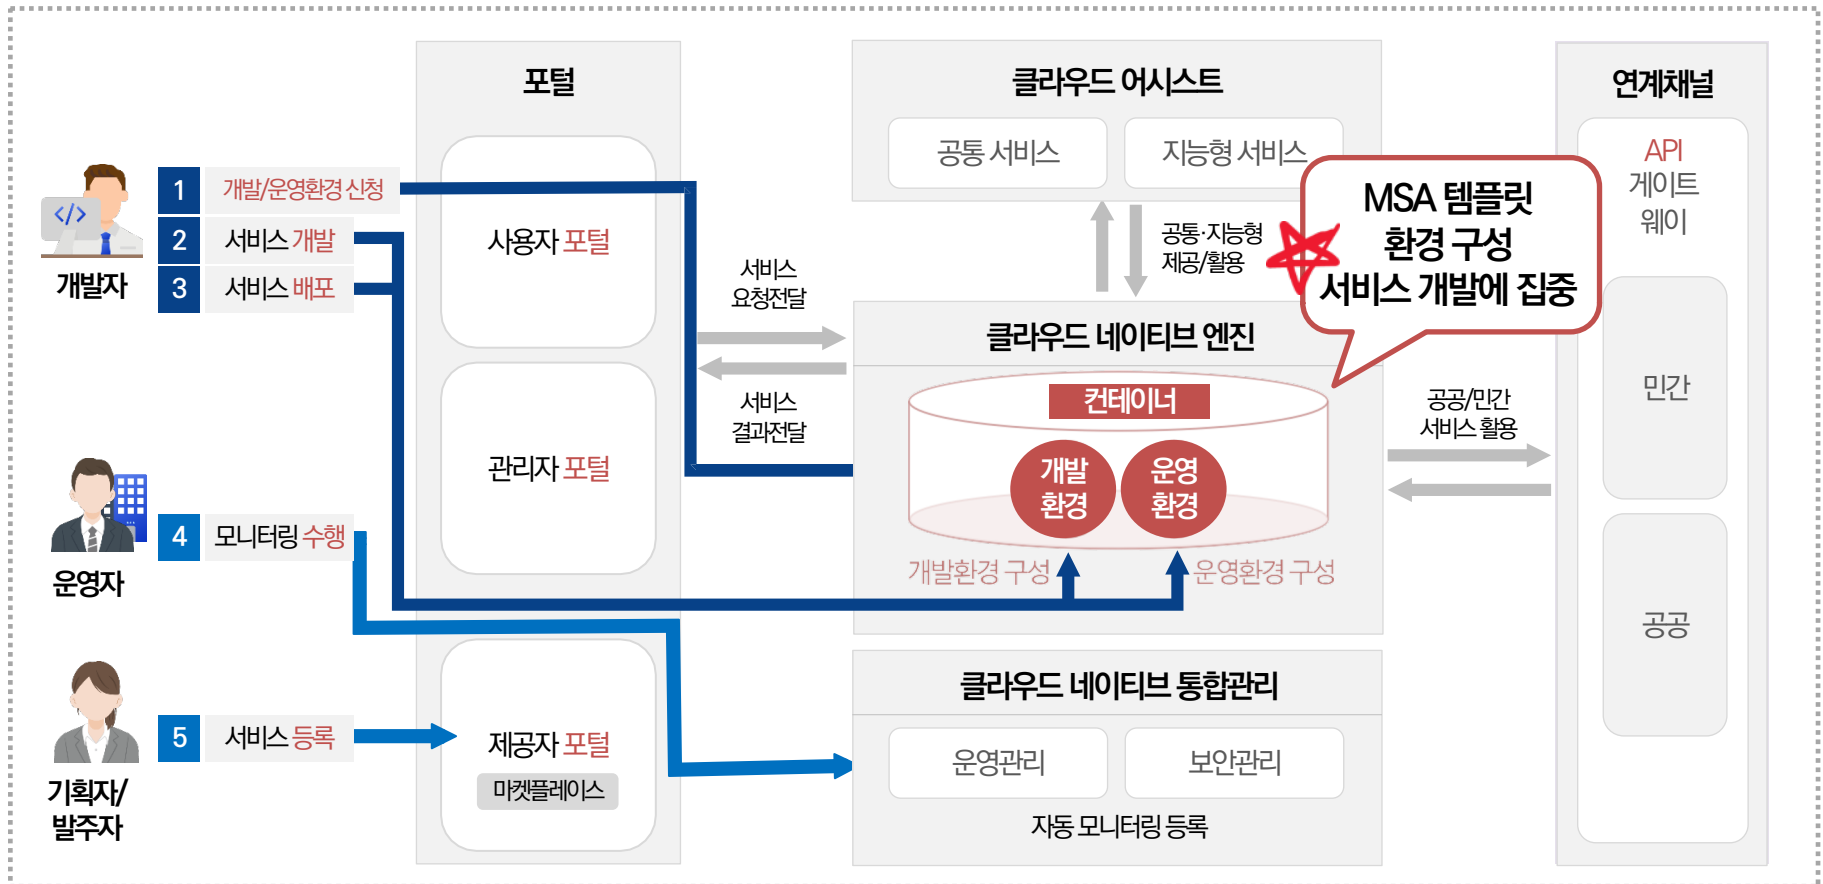 포털
클라우드 어시스트
연계채널
공통 서비스
지능형 서비스
API
게이트
웨이
MSA 템플릿
환경 구성
서비스 개발에 집중
1
개발/운영환경 신청
2
서비스 개발
3
서비스 배포
</>
개발자
사용자 포털
공통·지능형
제공/활용
서비스
요청전달
클라우드 네이티브 엔진
컨테이너
민간
서비스
결과전달
공공/민간
서비스 활용
관리자 포털
개발
환경
운영
환경
4
모니터링 수행
운영자
개발환경 구성
운영환경 구성
공공
클라우드 네이티브 통합관리
5
서비스 등록
제공자 포털
마켓플레이스
운영관리
보안관리
기획자/
발주자
자동 모니터링 등록